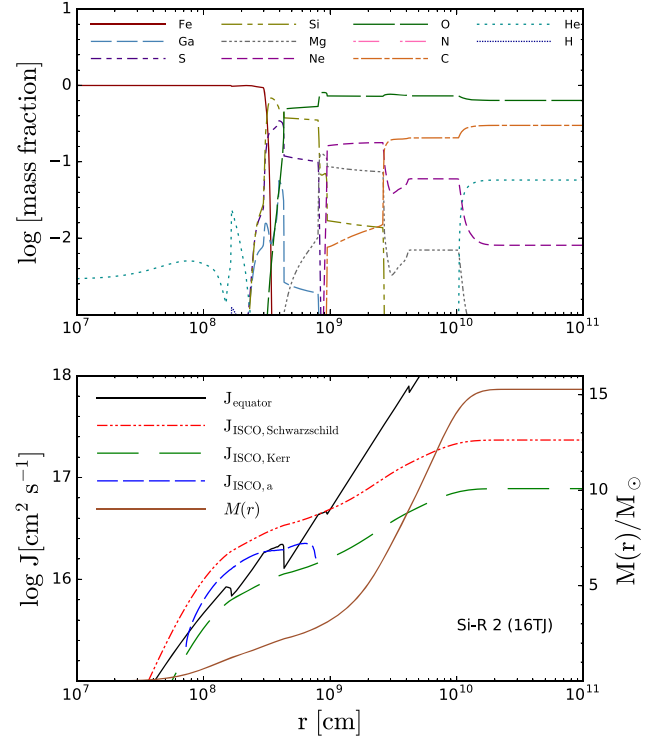 log [mass fraction]
1
0
−1
−2
Fe
Ga
S
Si
Mg
Ne
O
N
C
He
H
10^7
10^8
10^9
10^10
10^11
log J[cm^2 s^−1]
18
17
16
J_equator
J_ISCO,Schwarzschild
J_ISCO,Kerr
J_ISCO,a
M(r)
15
10
5
M(r)/M_⊙
Si-R 2 (16TJ)
10^7
10^8
10^9
10^10
10^11
r [cm]